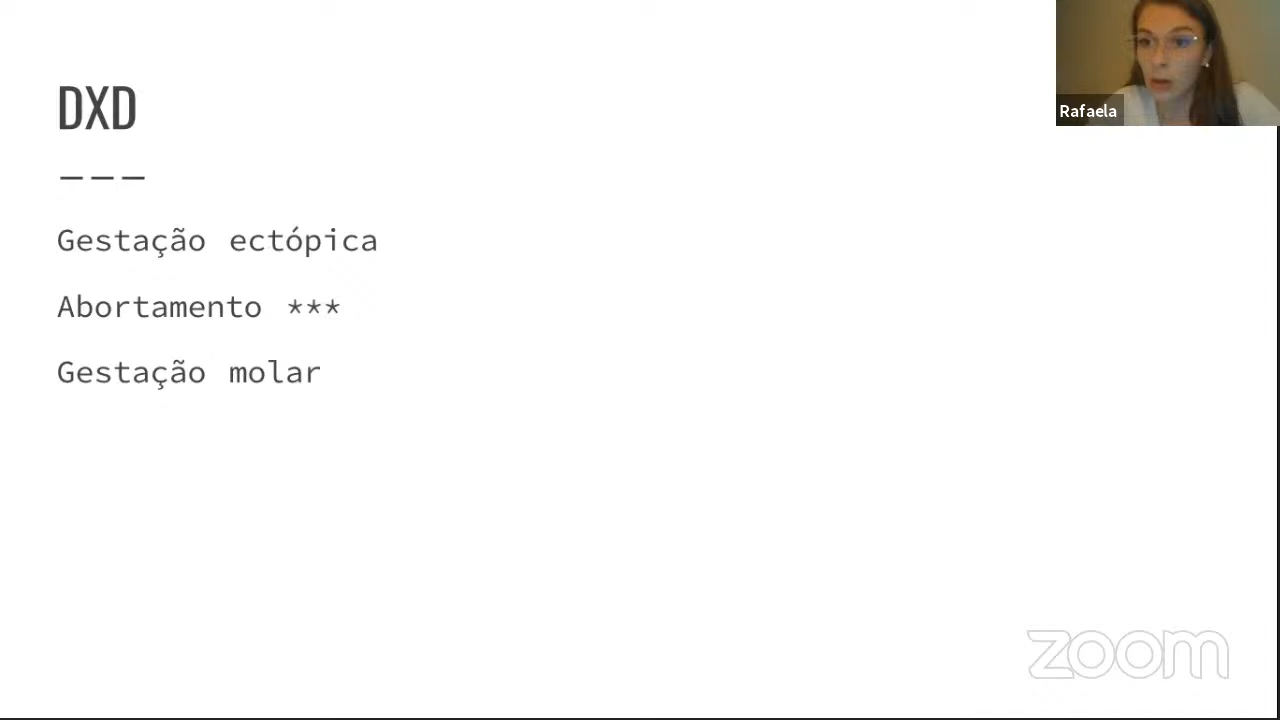 DXD
Rafaela
———
Gestação ectópica
Abortamento ***
Gestação molar
zoom